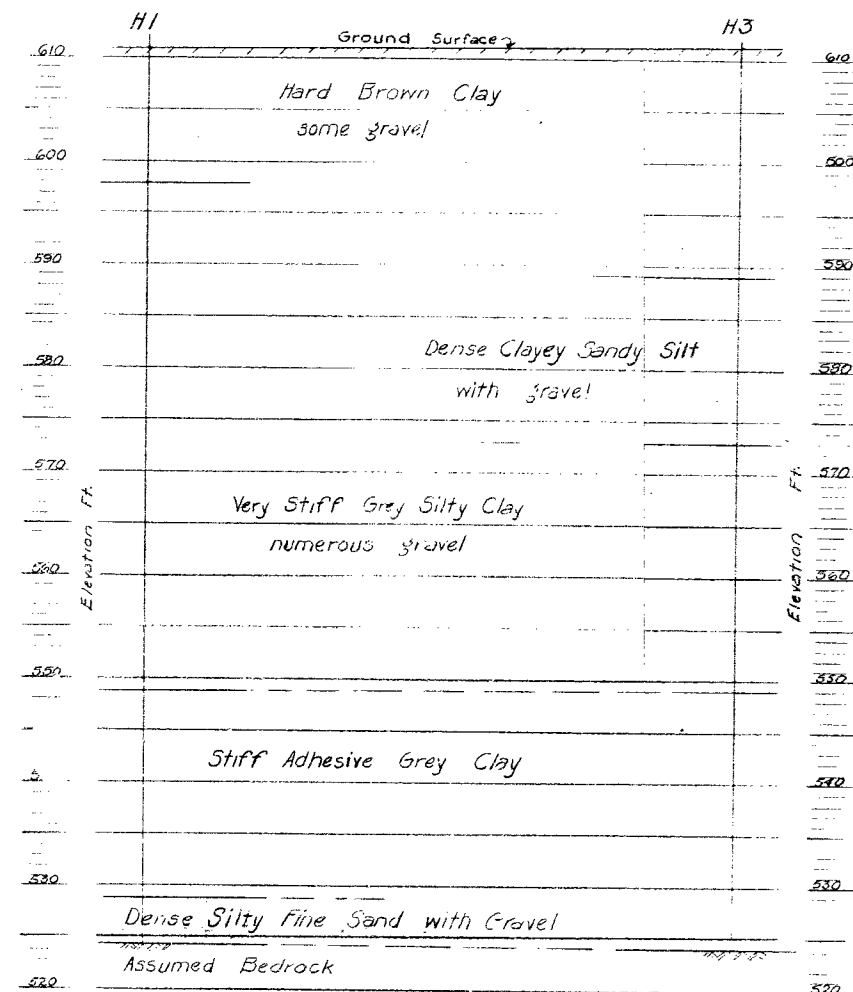 H1
H3
Ground Surface
610
610
Hard Brown Clay
some gravel
600
600
590
590
Dense Clayey Sandy Silt
with gravel
580
580
570
570
Very Stiff Grey Silty Clay
numerous gravel
Elevation Ft.
Elevation Ft.
560
560
550
550
Stiff Adhesive Grey Clay
540
530
530
Dense Silty Fine Sand with Gravel
Assumed Bedrock
520
520